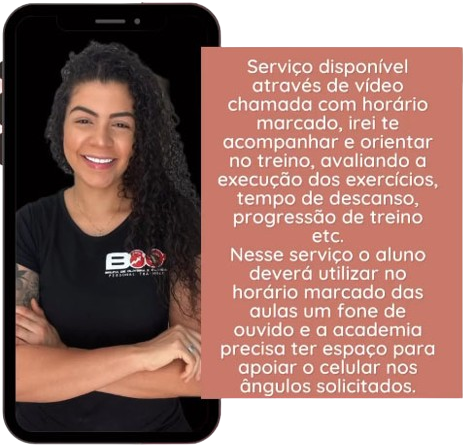 Serviço disponível
através de vídeo
chamada com horário
marcado, irei te
acompanhar e orientar
no treino, avaliando a
execução dos exercícios,
tempo de descanso,
progressão de treino
etc.
Nesse serviço o aluno
deverá utilizar no
horário marcado das
aulas um fone de
ouvido e a academia
precisa ter espaço para
apoiar o celular nos
ângulos solicitados.
PERSONAL TRAINER